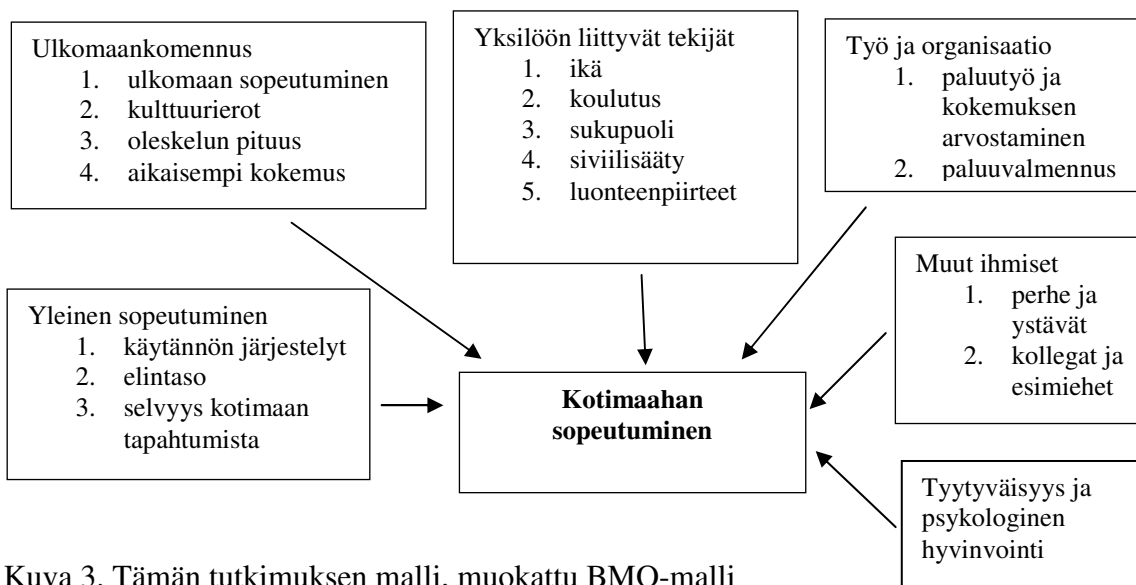 Ulkomaankomennus
1. ulkomaan sopeutuminen
2. kulttuurierot
3. oleskelun pituus
4. aikaisempi kokemus
Yksilöön liittyvät tekijät
1. ikä
2. koulutus
3. sukupuoli
4. siviilisääty
5. luonteenpiirteet
Työ ja organisaatio
1. paluutyö ja
kokemuksen
arvostaminen
2. paluuvalmennus
Yleinen sopeutuminen
1. käytännön järjestelyt
2. elintaso
3. selvyys kotimaan
tapahtumista
Kotimaahan
sopeutuminen
Muut ihmiset
1. perhe ja
ystävät
2. kollegat ja
esimiehet
Tyytyväisyys ja
psykologinen
hyvinvointi
Kuva 3. Tämän tutkimuksen malli, muokattu BMO-malli